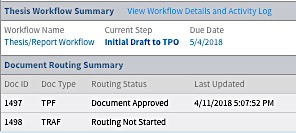 Thesis Workflow Summary View Workflow Details and Activity Log
Workflow Name Current Step Due Date
Thesis/Report Workflow Initial Draft to TPO 5/4/2018
Document Routing Summary
Doc ID Doc Type Routing Status Last Updated
1497 TPF Document Approved 4/11/2018 5:07:52 PM
1498 TRAF Routing Not Started